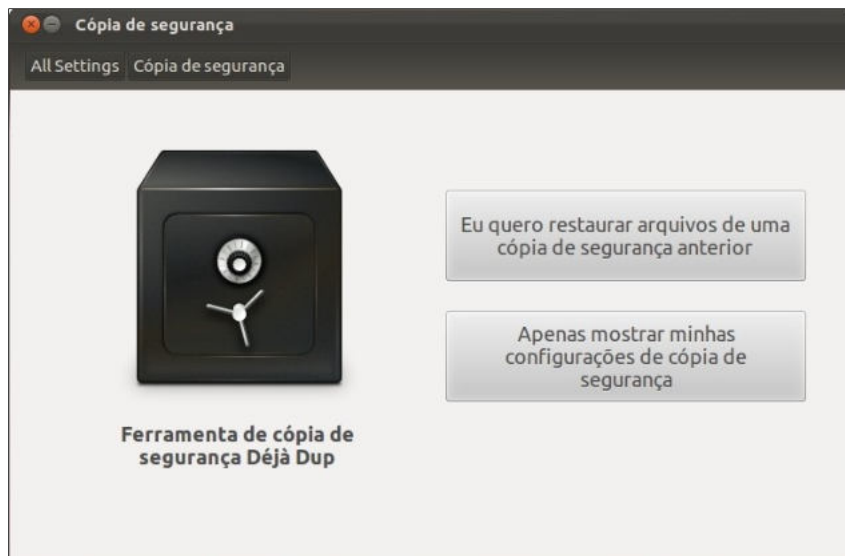 Cópia de segurança
All Settings Cópia de segurança
Eu quero restaurar arquivos de uma
cópia de segurança anterior
Apenas mostrar minhas
configurações de cópia de
segurança
Ferramenta de cópia de
segurança Déjà Dup